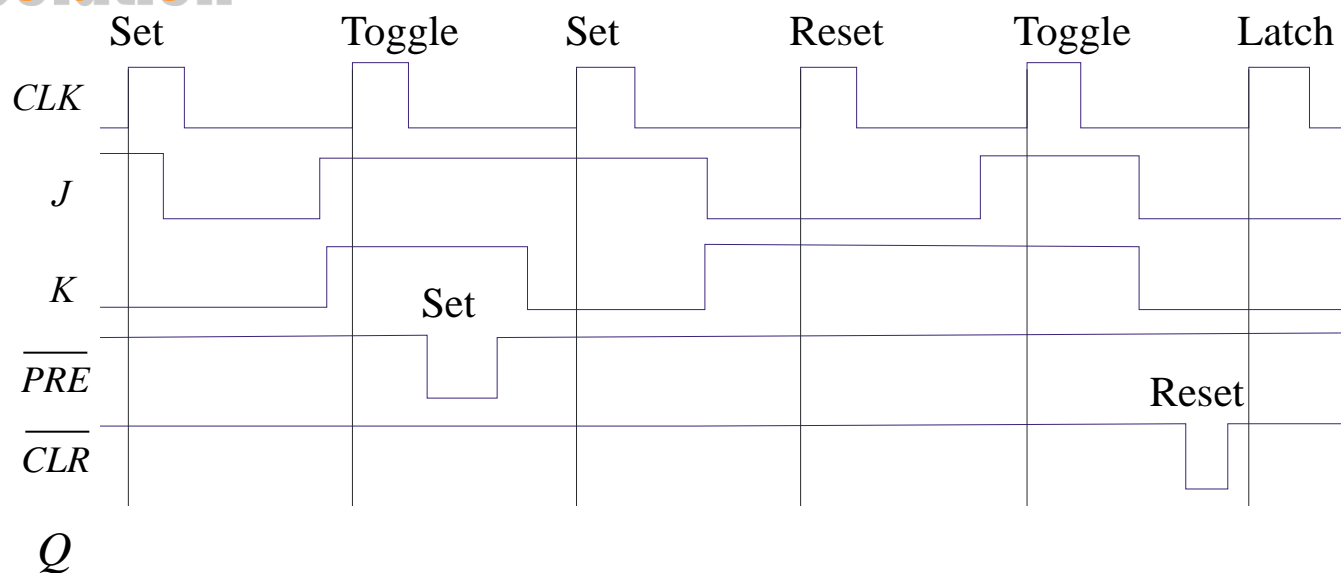 Set Toggle Set Reset Toggle Latch
CLK
J
K
Set
PRE
Reset
CLR
Q